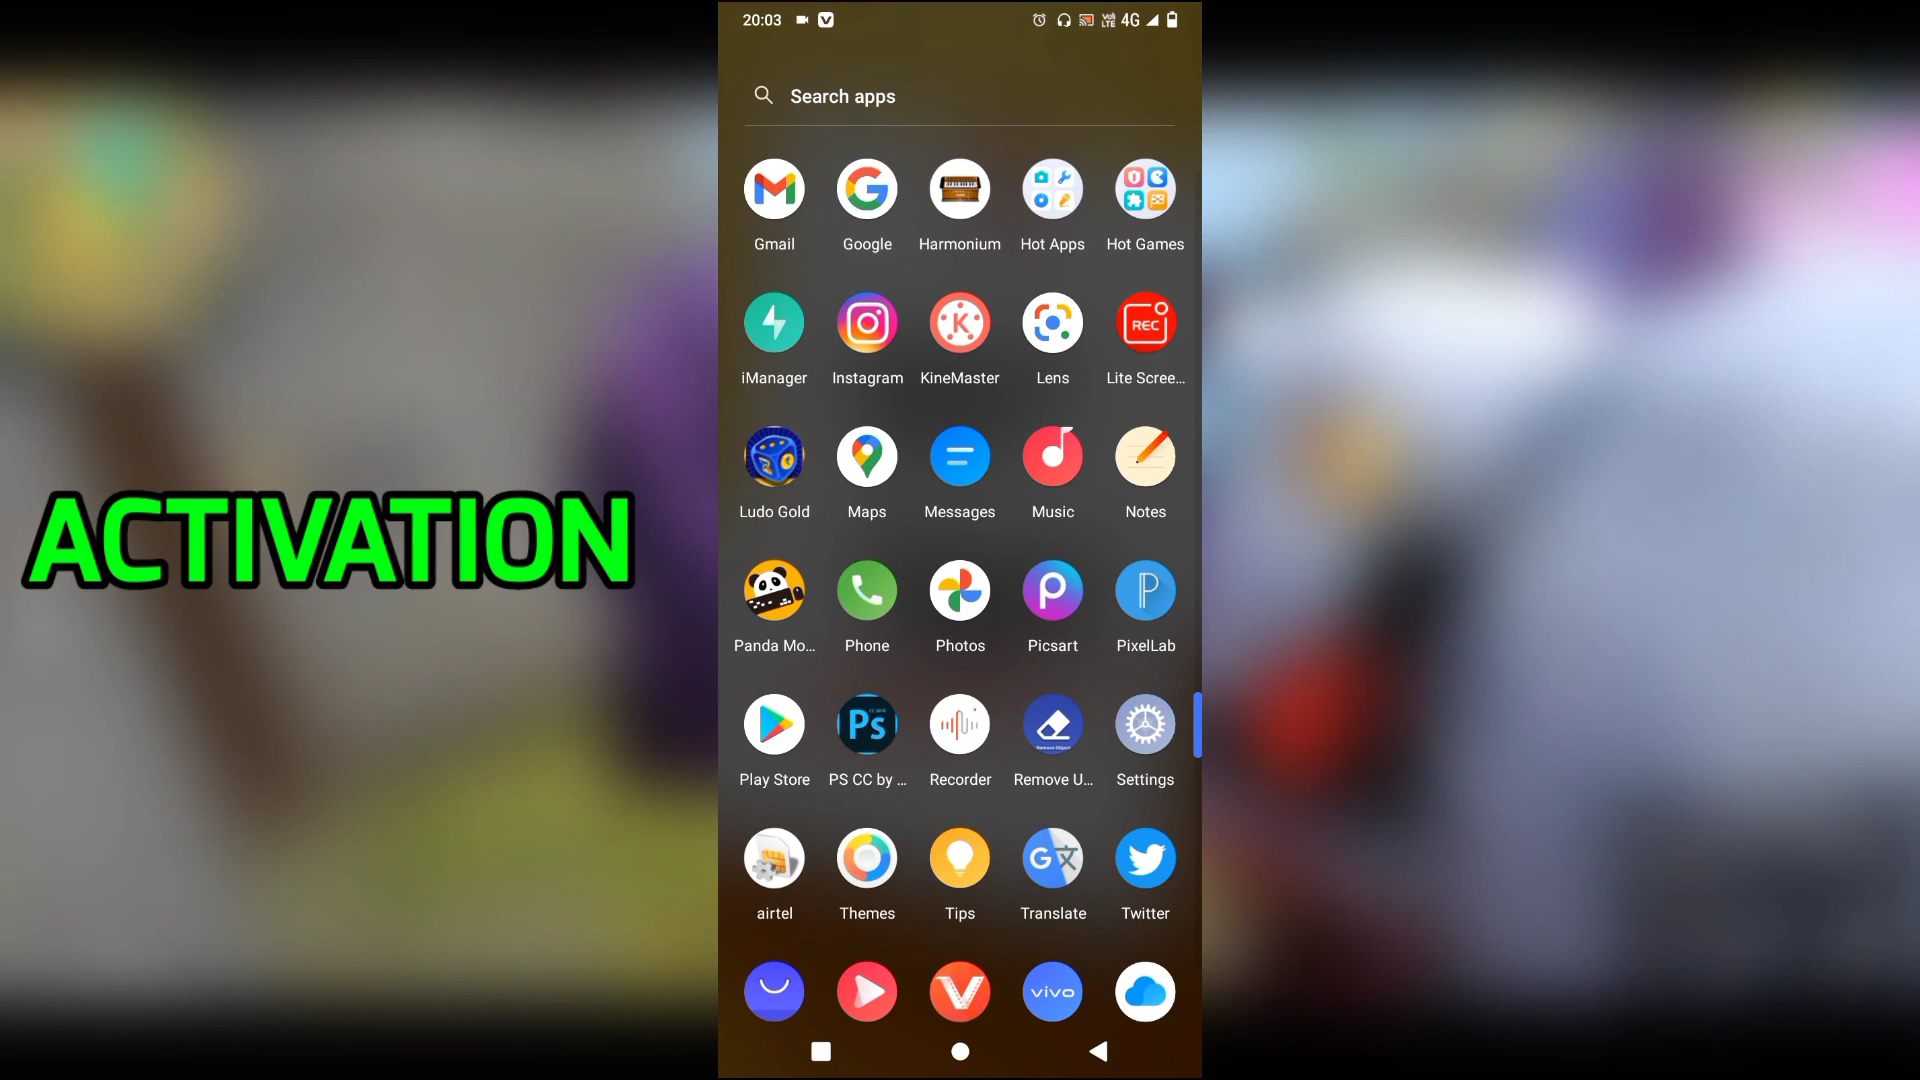 20:03
4G
Search apps
Gmail Google Harmonium Hot Apps Hot Games
REC
iManager Instagram KineMaster Lens Lite Scree...
Ludo Gold Maps Messages Music Notes
ACTIVATION
Panda Mo... Phone Photos Picsart PixelLab
Ps
Play Store PS CC by ... Recorder Remove U... Settings
airtel Themes Tips Translate Twitter
vivo